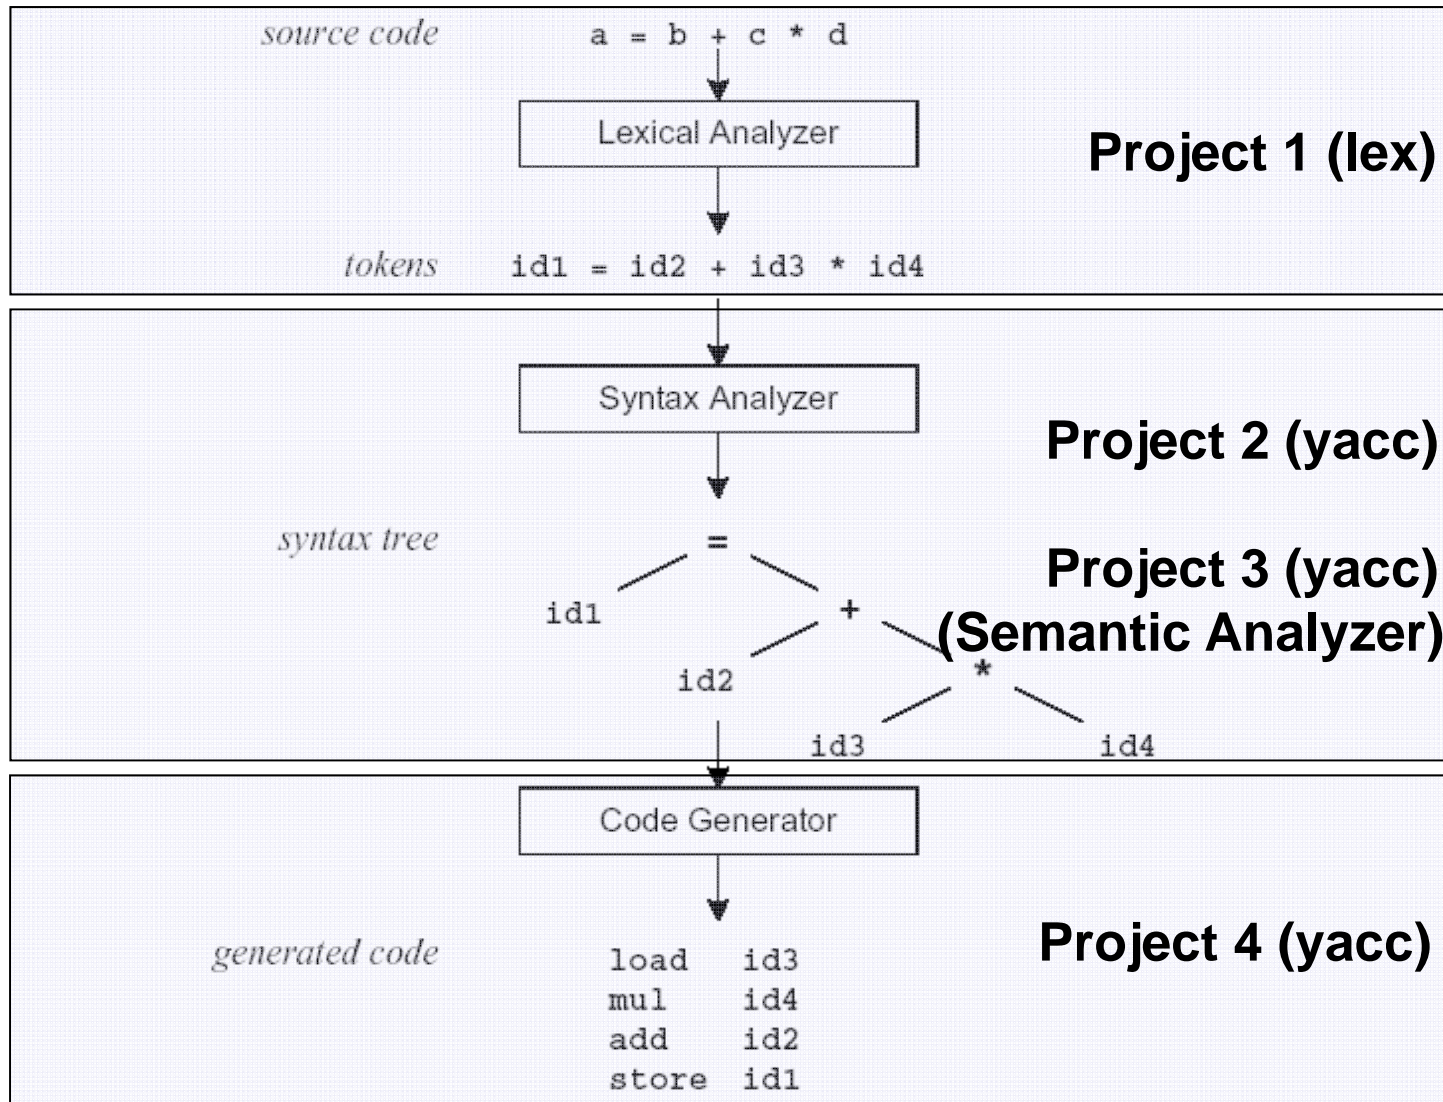 source code a = b + c * d
Lexical Analyzer
Project 1 (lex)
tokens id1 = id2 + id3 * id4
Syntax Analyzer
Project 2 (yacc)
syntax tree =
Project 3 (yacc)
id1 +
(Semantic Analyzer)
id2 *
id3 id4
Code Generator
generated code load id3
Project 4 (yacc)
mul id4
add id2
store id1